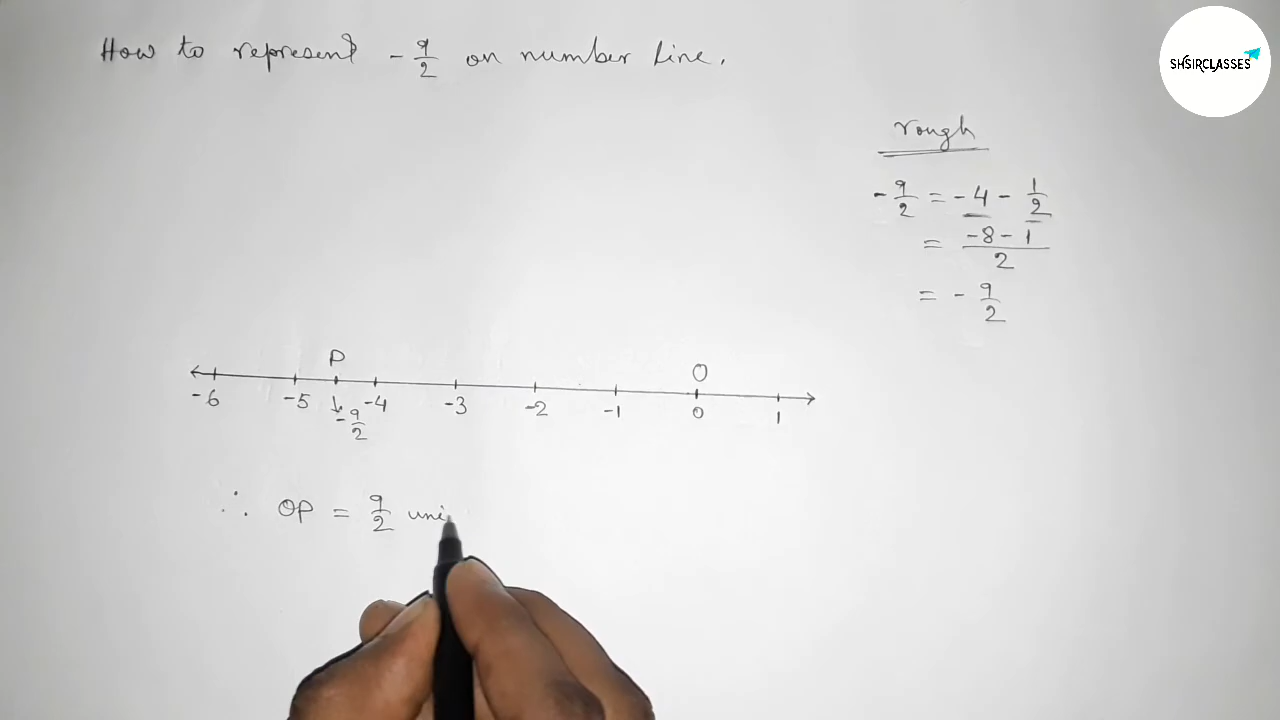 How to represent -9/2 on number line.
SHSIRCLASSES
rough
-9/2 = -4 - 1/2
= -8-1/2
= -9/2
P O
-6 -5 -4 -3 -2 -1 0 1
-9/2
∴ OP = 9/2 uni